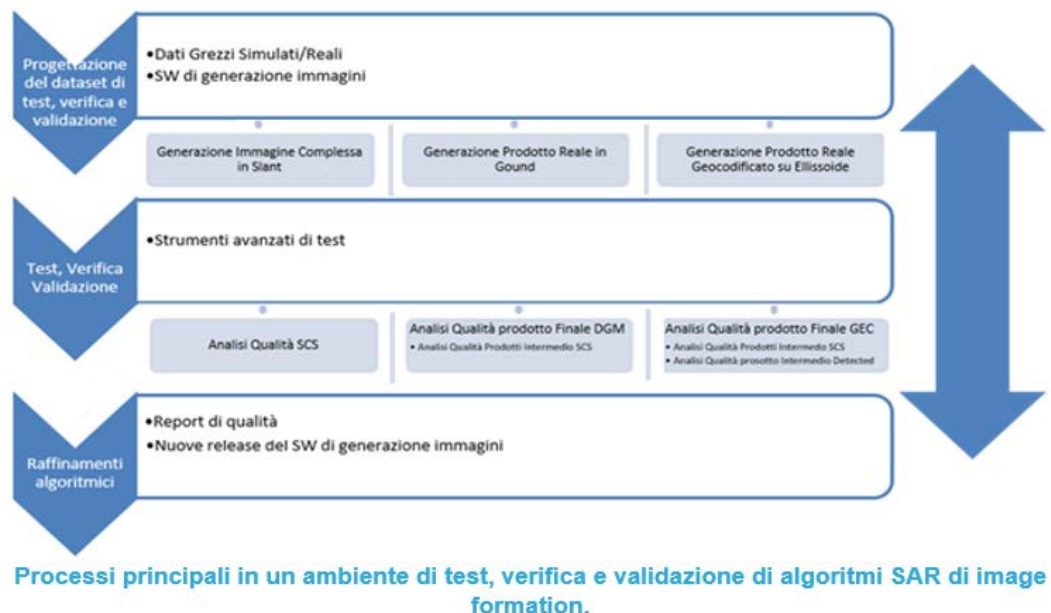 Progettazione
del dataset di
test, verifica e
validazione
•Dati Grezzi Simulati/Reali
•SW di generazione immagini
Generazione Immagine Complessa
in Slant
Generazione Prodotto Reale in
Gound
Generazione Prodotto Reale
Geocodificato su Ellissoide
Test, Verifica
Validazione
•Strumenti avanzati di test
Analisi Qualità SCS
Analisi Qualità prodotto Finale DGM
• Analisi Qualità Prodotti Intermedio SCS
Analisi Qualità prodotto Finale GEC
• Analisi Qualità Prodotti Intermedo SCS
• Analisi Qualità prosotto Intermedio Detected
Raffinamenti
algoritmici
•Report di qualità
•Nuove release del SW di generazione immagini
Processi principali in un ambiente di test, verifica e validazione di algoritmi SAR di image
formation.